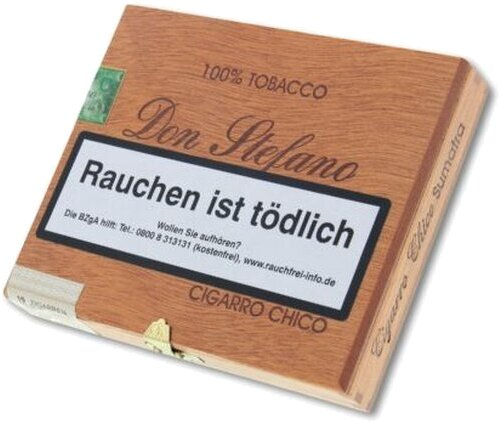 100% TOBACCO
Don Stefano
Rauchen ist tödlich
Wollen Sie aufhören?
Die BZgA hilft: Tel.: 0800 8 313131 (kostenfrei), www.rauchfrei-info.de
CIGARRO CHICO
ZIGARREN
Cigarro Chico Sumatra